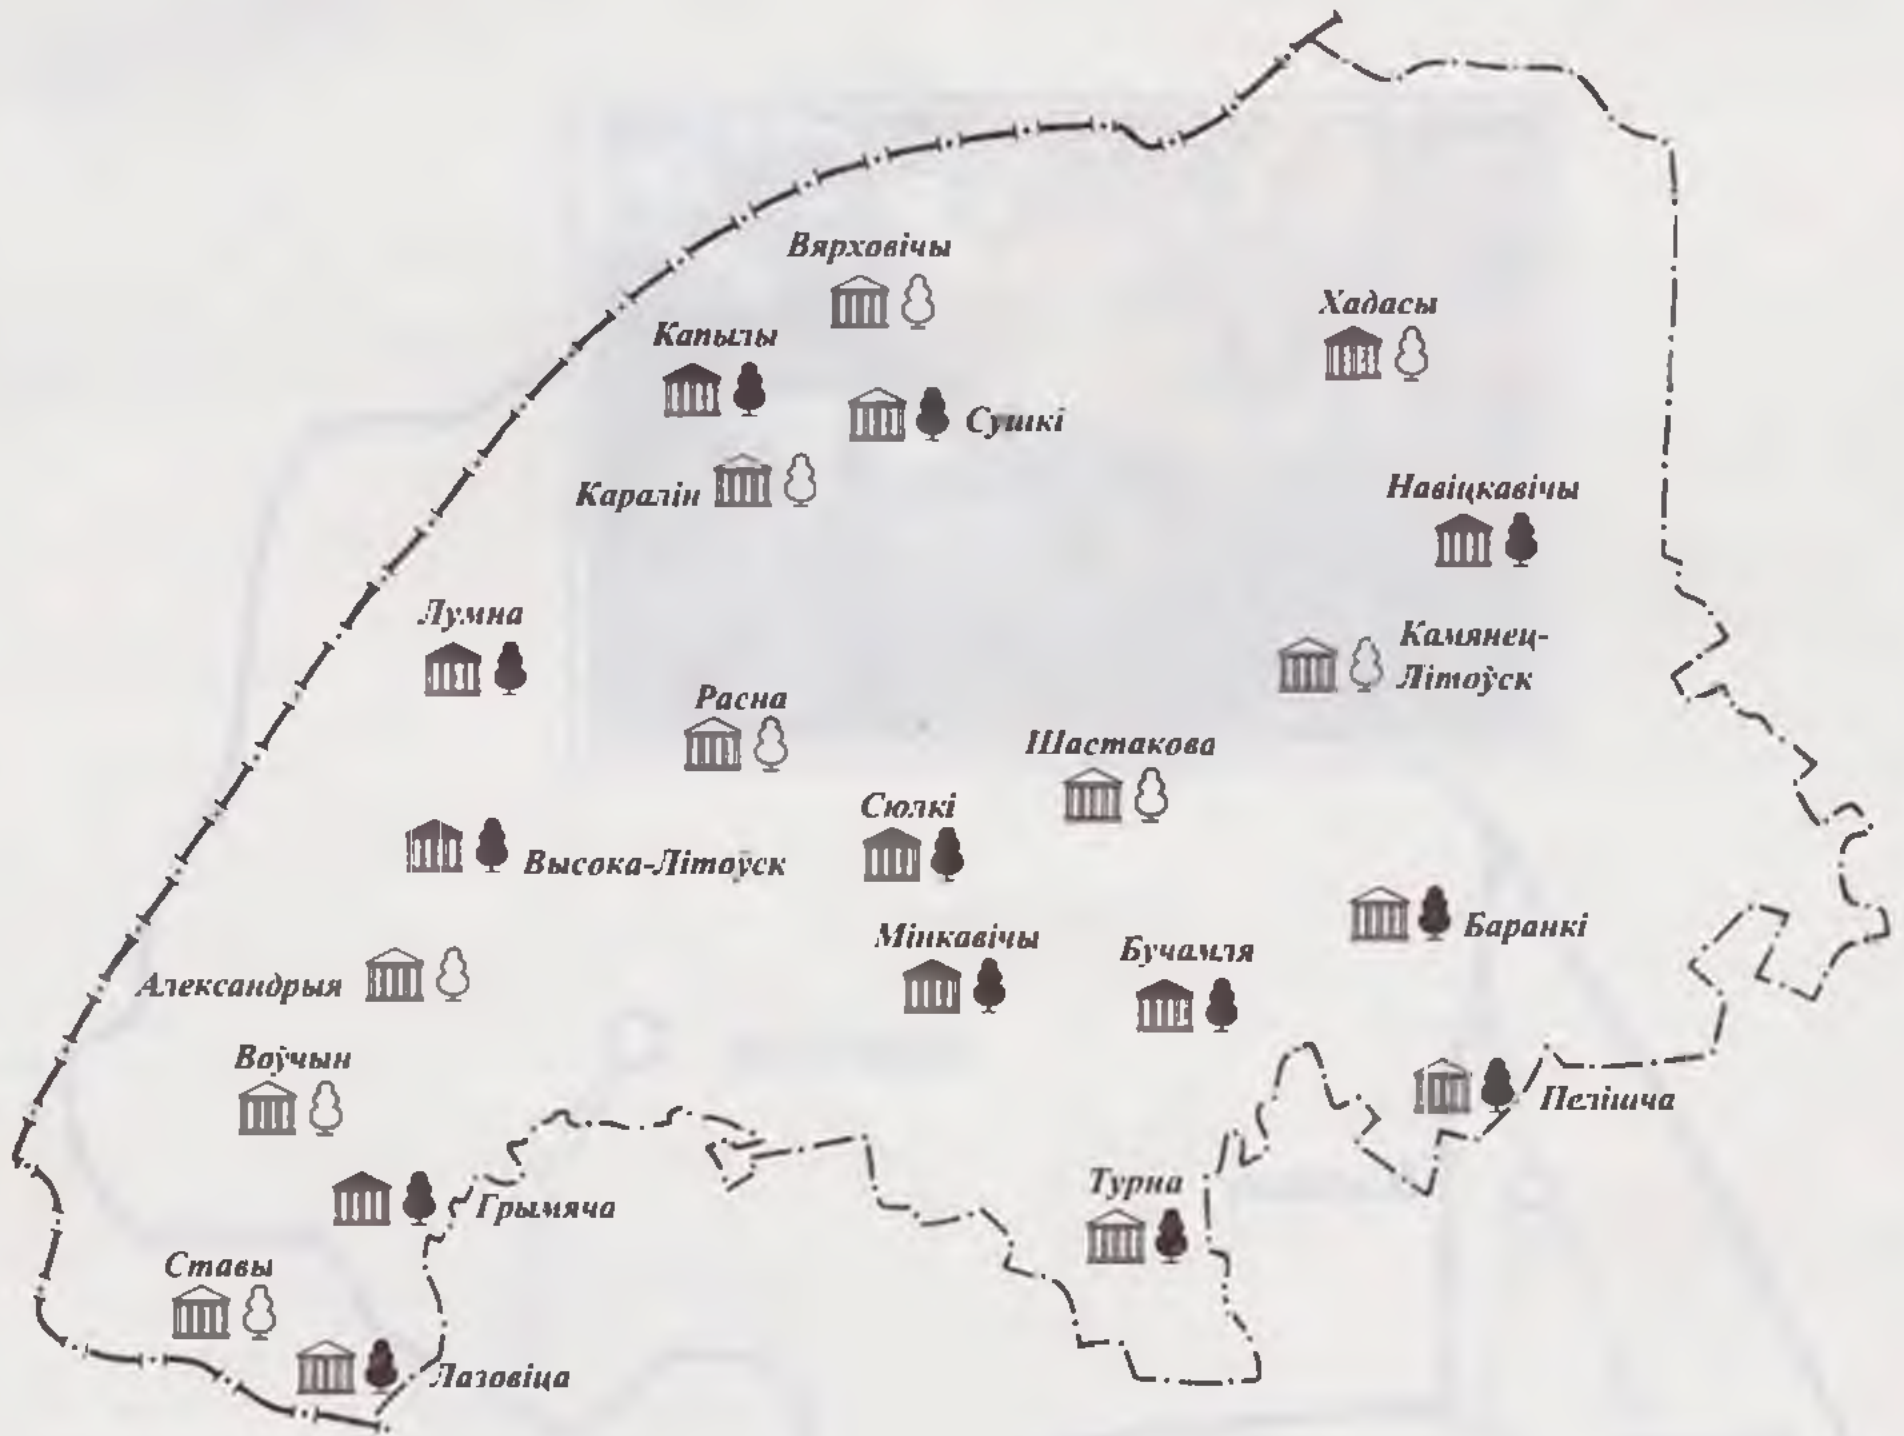 Вярховічы
Хадасы
Капылы
Сушкі
Каралін
Навіцкавічы
Лумна
Камянец-
Літоўск
Расна
Шастакова
Сюлкі
Высока-Літоўск
Баранкі
Мінкавічы
Бучамля
Александрыя
Воўчын
Пелішча
Турна
Грымяча
Ставы
Лазовіца